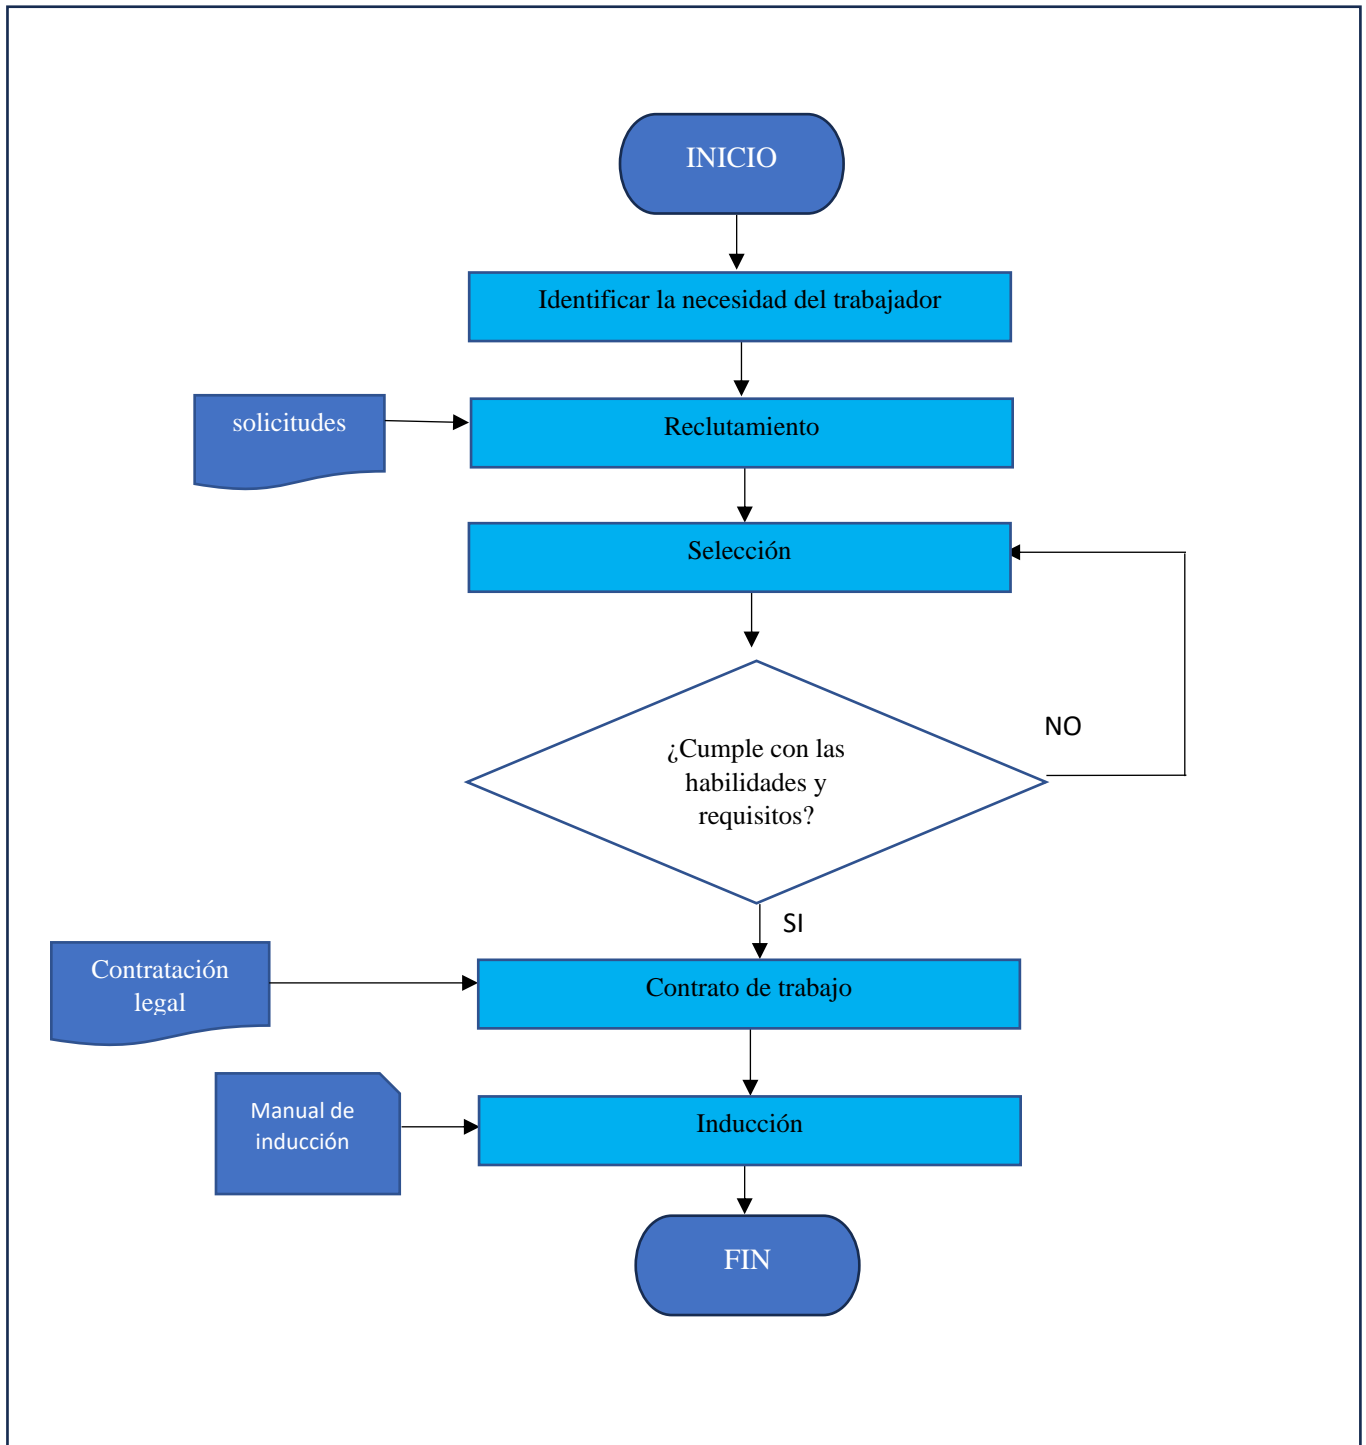 INICIO
Identificar la necesidad del trabajador
solicitudes
Reclutamiento
Selección
¿Cumple con las
habilidades y
requisitos?
NO
SI
Contratación
legal
Contrato de trabajo
Manual de
inducción
Inducción
FIN